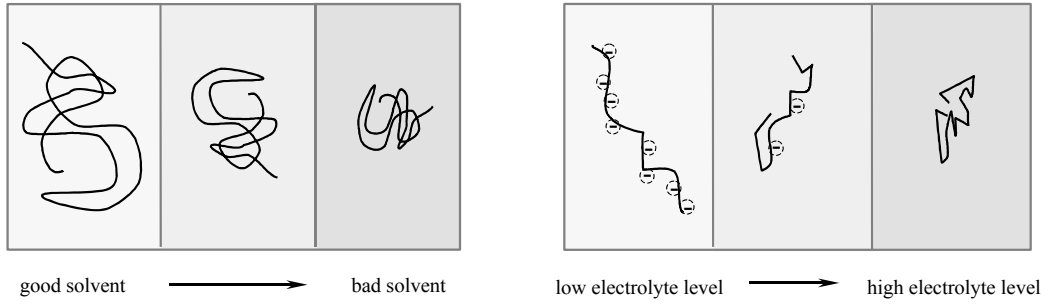 good solvent
bad solvent
low electrolyte level
high electrolyte level